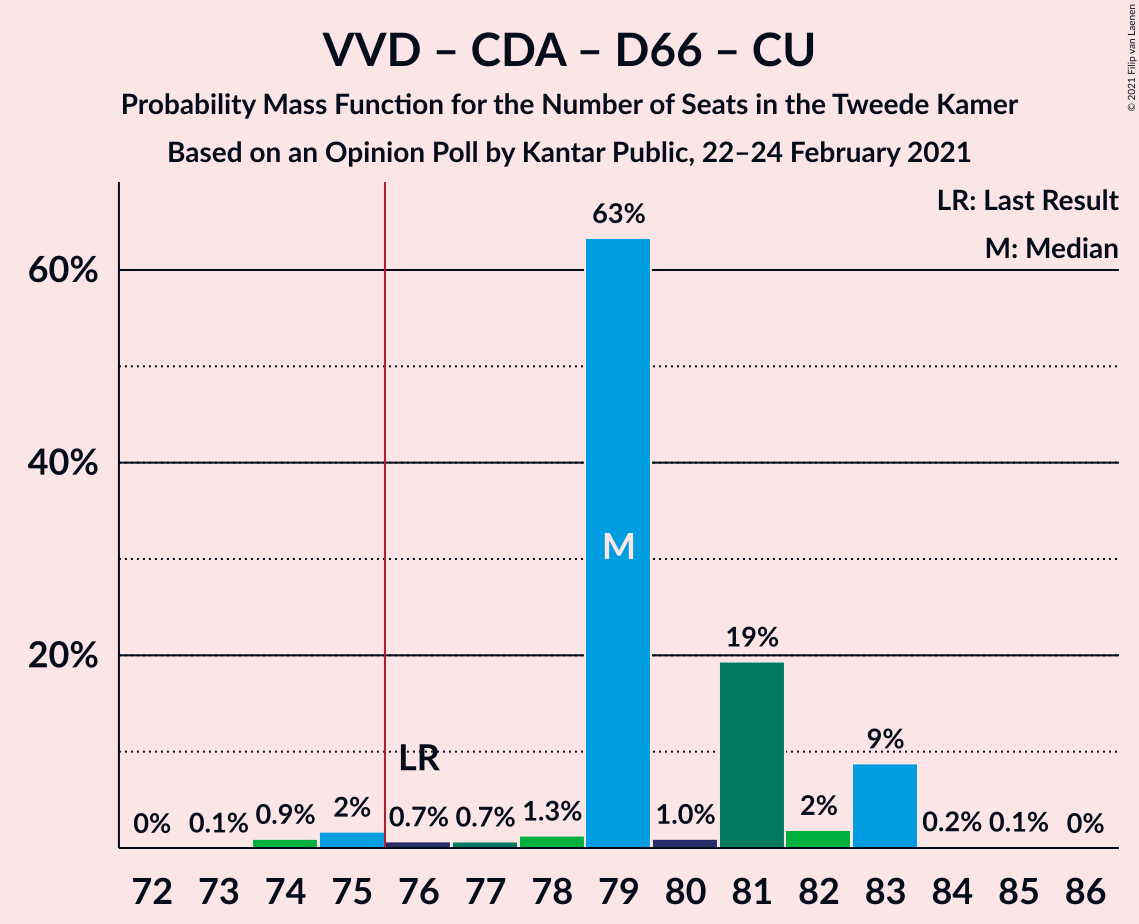 VVD – CDA – D66 – CU
Probability Mass Function for the Number of Seats in the Tweede Kamer
Based on an Opinion Poll by Kantar Public, 22–24 February 2021
© 2021 Filip van Laenen
LR: Last Result
M: Median
60%
40%
20%
0%
0.1%
0.9%
2%
0.7%
0.7%
1.3%
63%
1.0%
19%
2%
9%
0.2%
0.1%
0%
LR
M
72 73 74 75 76 77 78 79 80 81 82 83 84 85 86